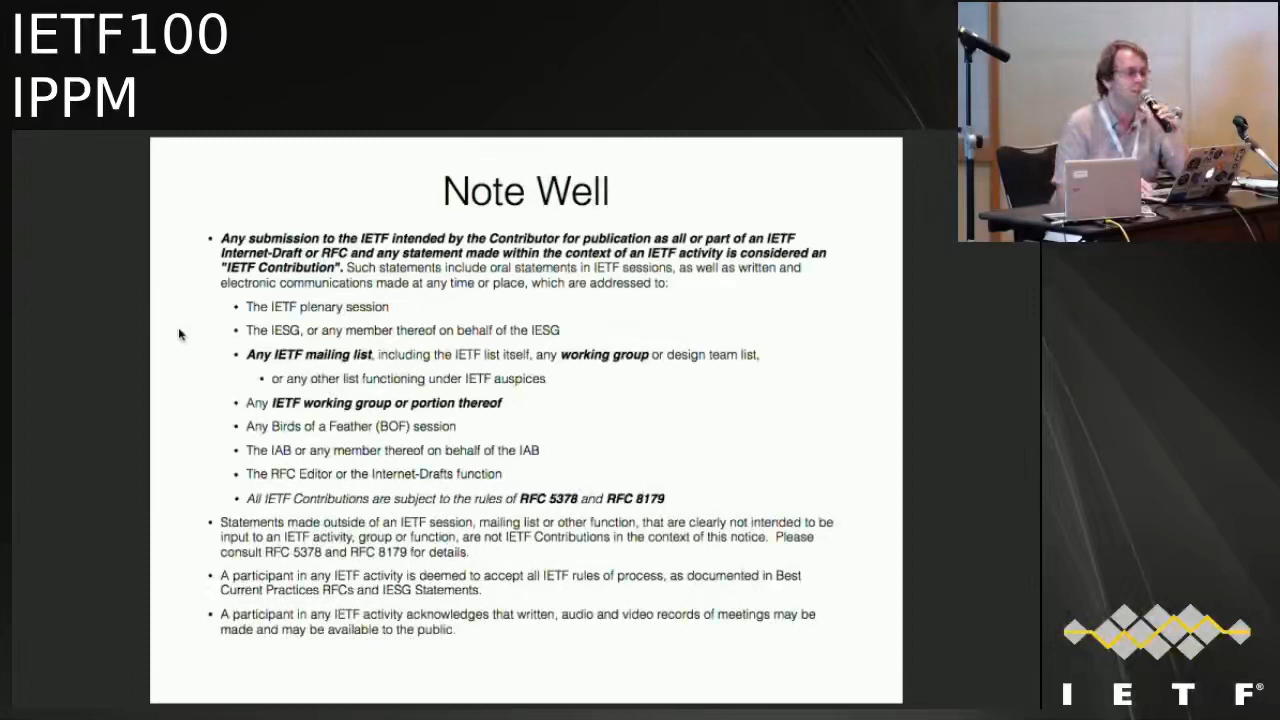 IETF100
IPPM
Note Well
• Any submission to the IETF intended by the Contributor for publication as all or part of an IETF
Internet-Draft or RFC and any statement made within the context of an IETF activity is considered an
"IETF Contribution". Such statements include oral statements in IETF sessions, as well as written and
electronic communications made at any time or place, which are addressed to:
• The IETF plenary session
• The IESG, or any member thereof on behalf of the IESG
• Any IETF mailing list, including the IETF list itself, any working group or design team list,
• or any other list functioning under IETF auspices
• Any IETF working group or portion thereof
• Any Birds of a Feather (BOF) session
• The IAB or any member thereof on behalf of the IAB
• The RFC Editor or the Internet-Drafts function
• All IETF Contributions are subject to the rules of RFC 5378 and RFC 8179
• Statements made outside of an IETF session, mailing list or other function, that are clearly not intended to be
input to an IETF activity, group or function, are not IETF Contributions in the context of this notice. Please
consult RFC 5378 and RFC 8179 for details.
• A participant in any IETF activity is deemed to accept all IETF rules of process, as documented in Best
Current Practices RFCs and IESG Statements.
• A participant in any IETF activity acknowledges that written, audio and video records of meetings may be
made and may be available to the public.
I E T F®